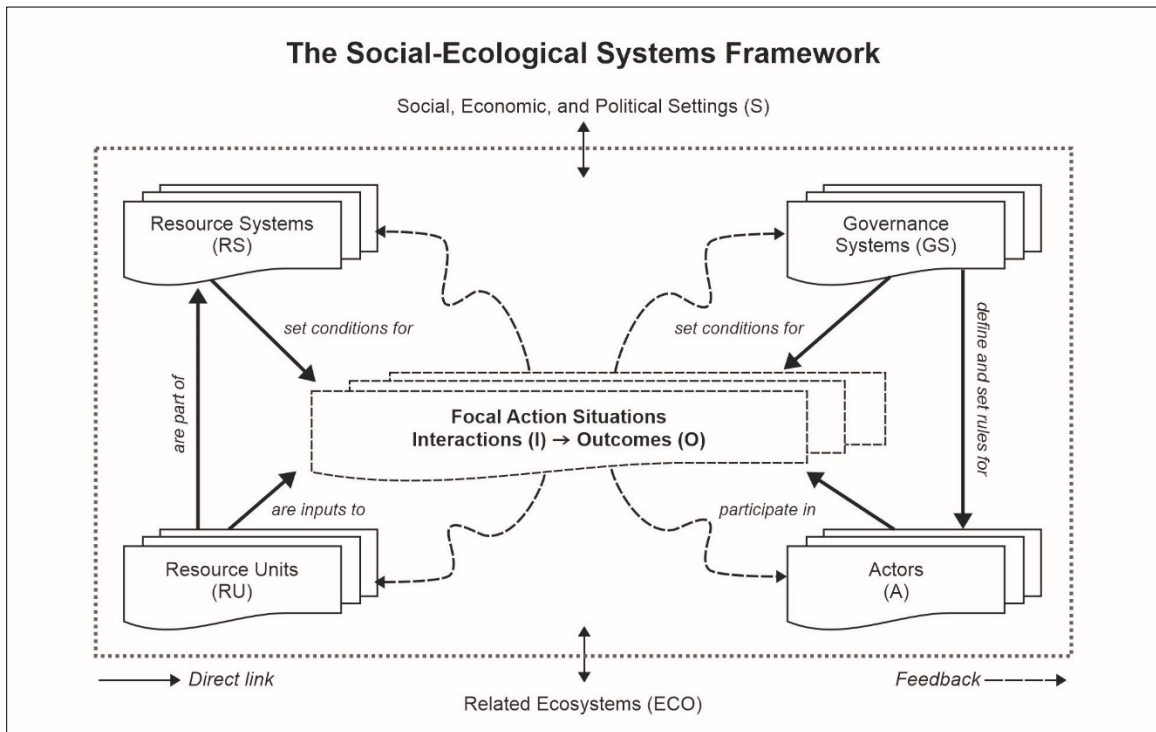 The Social-Ecological Systems Framework
Social, Economic, and Political Settings (S)
Resource Systems
(RS)
Governance
Systems (GS)
set conditions for
set conditions for
are part of
define and set rules for
Focal Action Situations
Interactions (I) → Outcomes (O)
are inputs to
participate in
Resource Units
(RU)
Actors
(A)
Direct link
Feedback
Related Ecosystems (ECO)